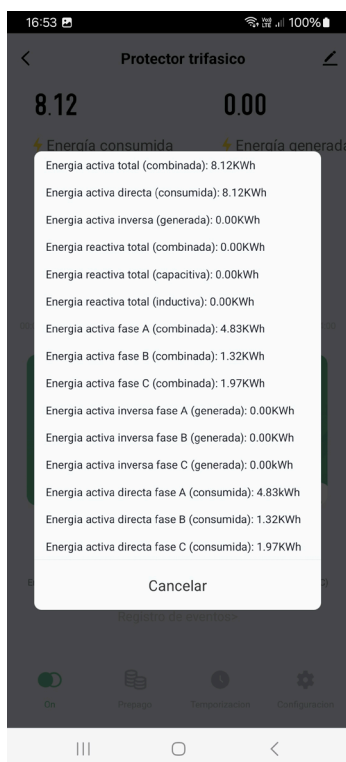 16:53 100%
Protector trifasico
8.12 0.00
Energía consumida Energía generada
Energia activa total (combinada): 8.12KWh
Energia activa directa (consumida): 8.12KWh
Energia activa inversa (generada): 0.00KWh
Energia reactiva total (combinada): 0.00KWh
Energia reactiva total (capacitiva): 0.00kWh
Energia reactiva total (inductiva): 0.00KWh
Energia activa fase A (combinada): 4.83KWh
Energia activa fase B (combinada): 1.32KWh
Energia activa fase C (combinada): 1.97KWh
Energia activa inversa fase A (generada): 0.00KWh
Energia activa inversa fase B (generada): 0.00KWh
Energia activa inversa fase C (generada): 0.00kWh
Energia activa directa fase A (consumida): 4.83kWh
Energia activa directa fase B (consumida): 1.32KWh
Energia activa directa fase C (consumida): 1.97KWh
Cancelar
Registro de eventos>
On Prepago Temporizacion Configuracion